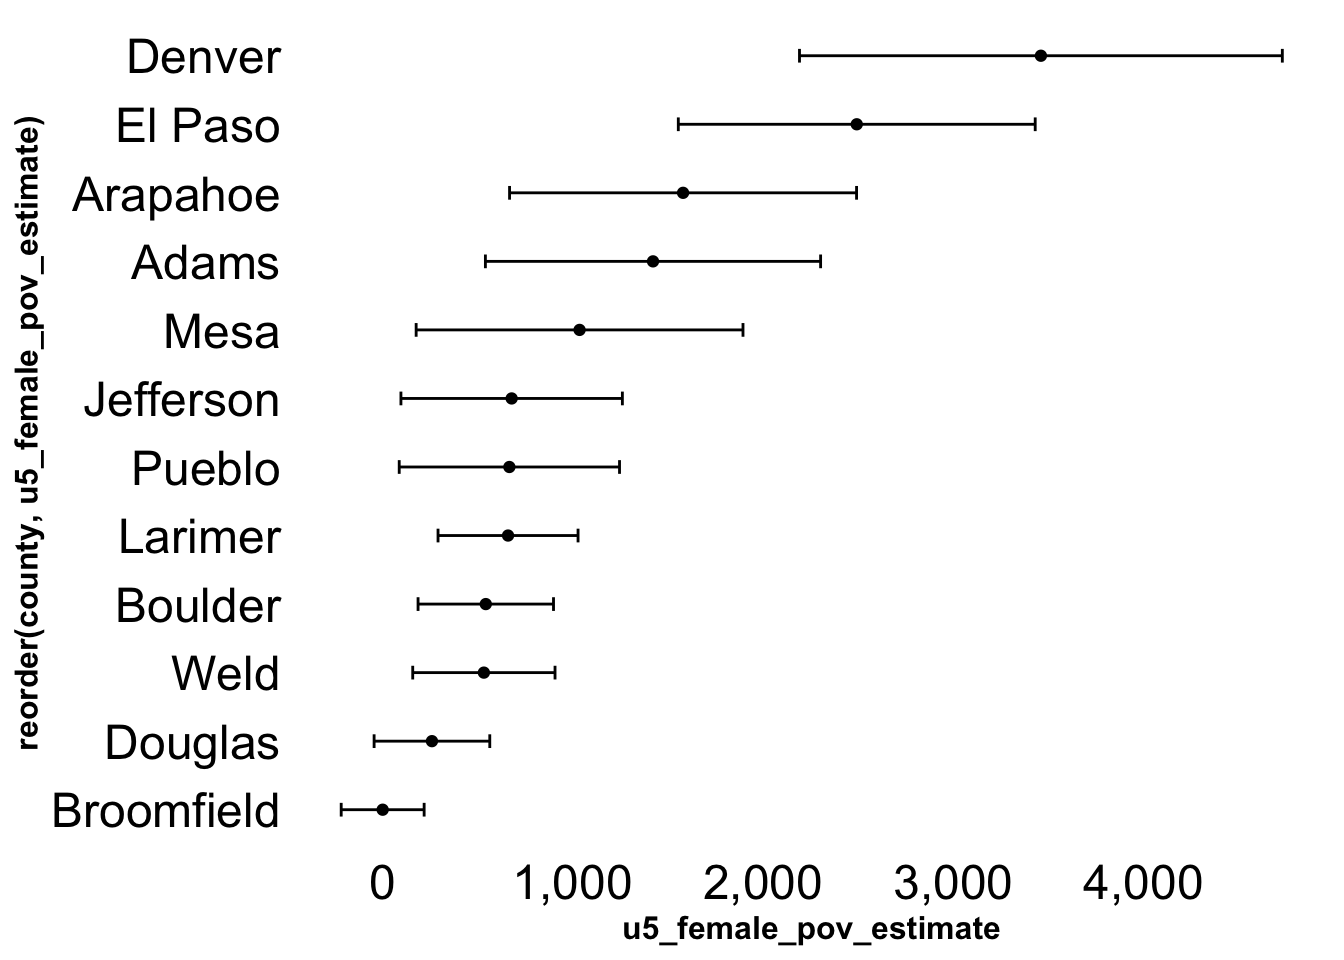 reorder(county, u5_female_pov_estimate)
Denver
El Paso
Arapahoe
Adams
Mesa
Jefferson
Pueblo
Larimer
Boulder
Weld
Douglas
Broomfield
0 1,000 2,000 3,000 4,000
u5_female_pov_estimate